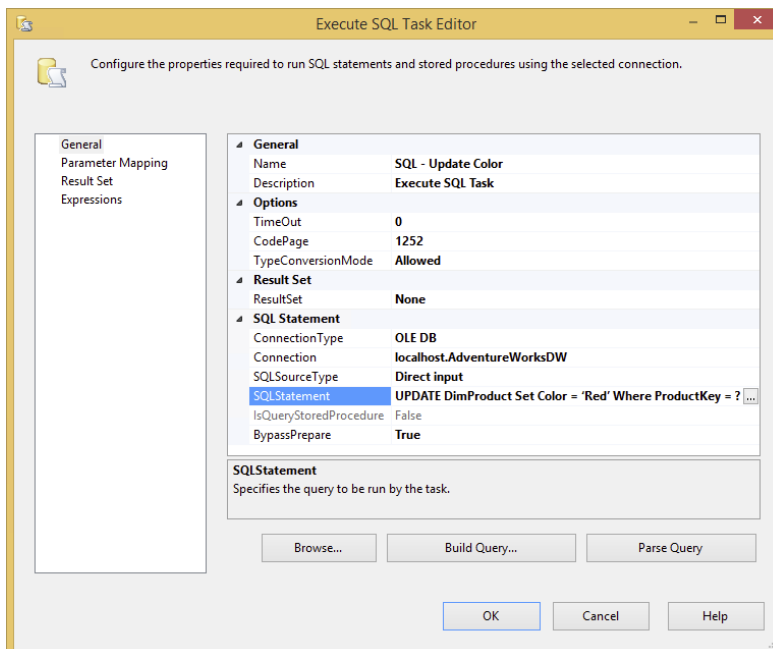 Execute SQL Task Editor
Configure the properties required to run SQL statements and stored procedures using the selected connection.
General
Parameter Mapping
Result Set
Expressions
General
Name SQL - Update Color
Description Execute SQL Task
Options
TimeOut 0
CodePage 1252
TypeConversionMode Allowed
Result Set
ResultSet None
SQL Statement
ConnectionType OLE DB
Connection localhost.AdventureWorksDW
SQLSourceType Direct input
SQLStatement UPDATE DimProduct Set Color = ‘Red’ Where ProductKey = ? ...
IsQueryStoredProcedure False
BypassPrepare True
SQLStatement
Specifies the query to be run by the task.
Browse... Build Query... Parse Query
OK Cancel Help